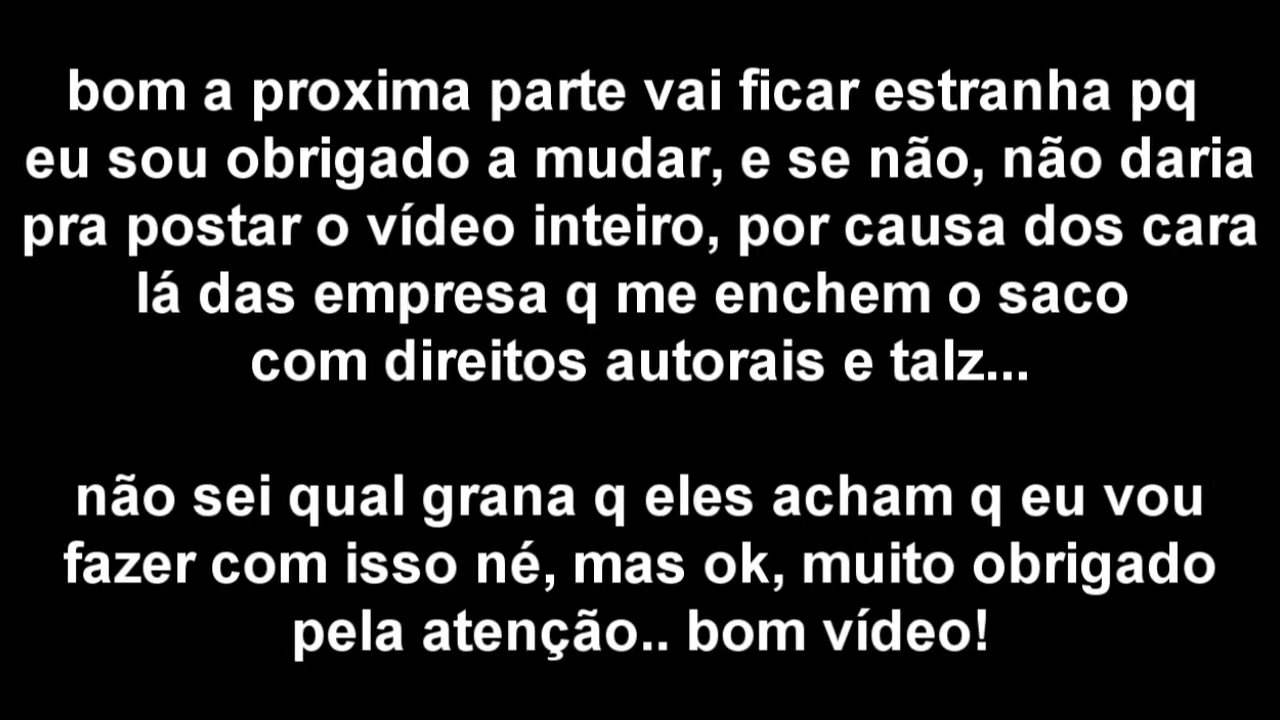 bom a proxima parte vai ficar estranha pq
eu sou obrigado a mudar, e se não, não daria
pra postar o vídeo inteiro, por causa dos cara
lá das empresa q me enchem o saco
com direitos autorais e talz...
não sei qual grana q eles acham q eu vou
fazer com isso né, mas ok, muito obrigado
pela atenção.. bom vídeo!